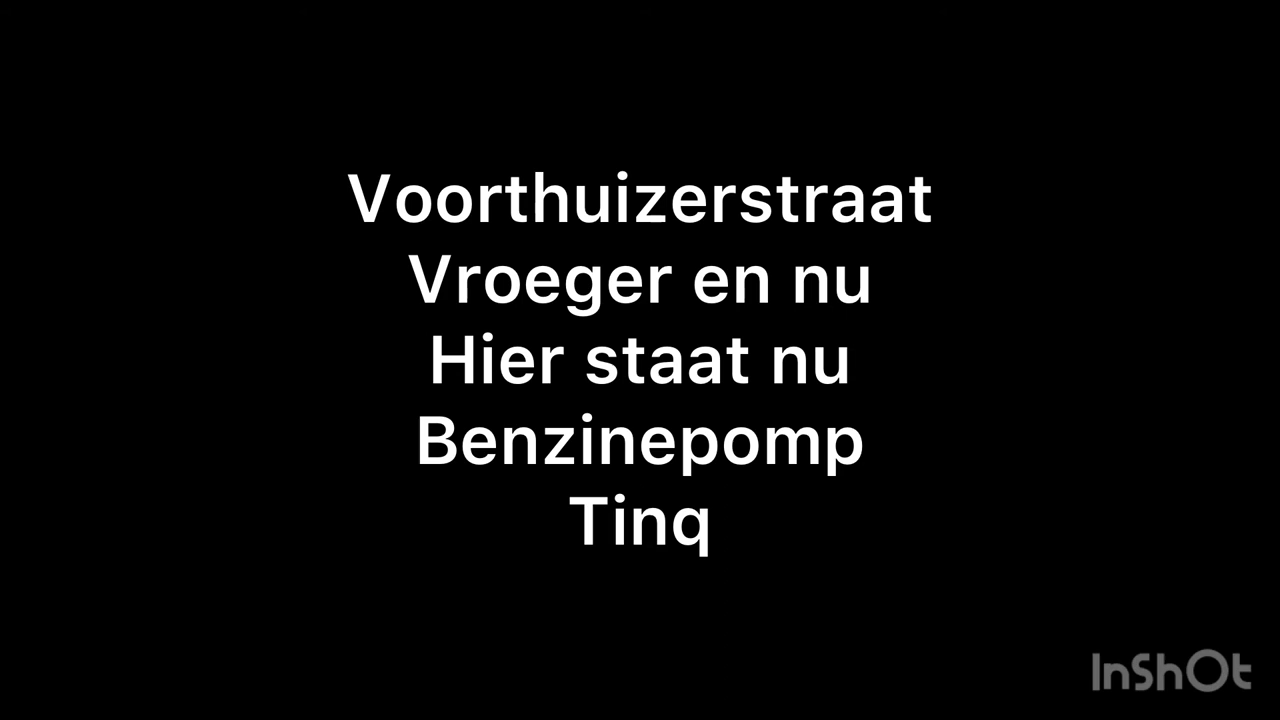 Voorthuizerstraat
Vroeger en nu
Hier staat nu
Benzinepomp
Tinq
InShOt